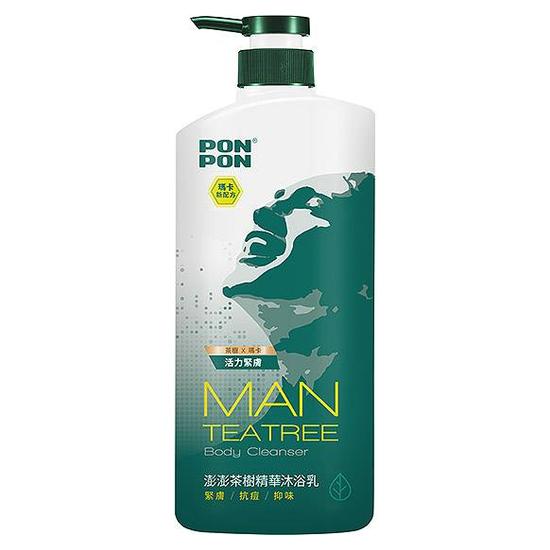 PON®
PON
瑪卡
新配方
茶樹 X 瑪卡
活力緊膚
MAN
TEATREE
Body Cleanser
澎澎茶樹精華沐浴乳
緊膚 / 抗痘 / 抑味